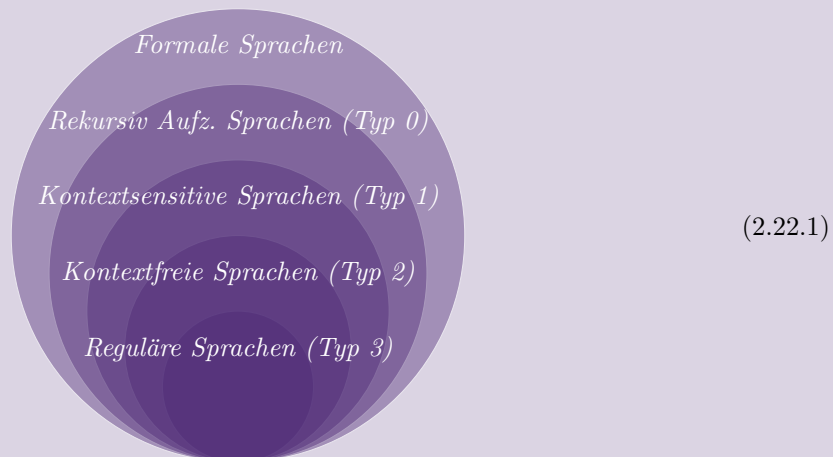 Formale Sprachen
Rekursiv Aufz. Sprachen (Typ 0)
Kontextsensitive Sprachen (Typ 1)
(2.22.1)
Kontextfreie Sprachen (Typ 2)
Reguläre Sprachen (Typ 3)